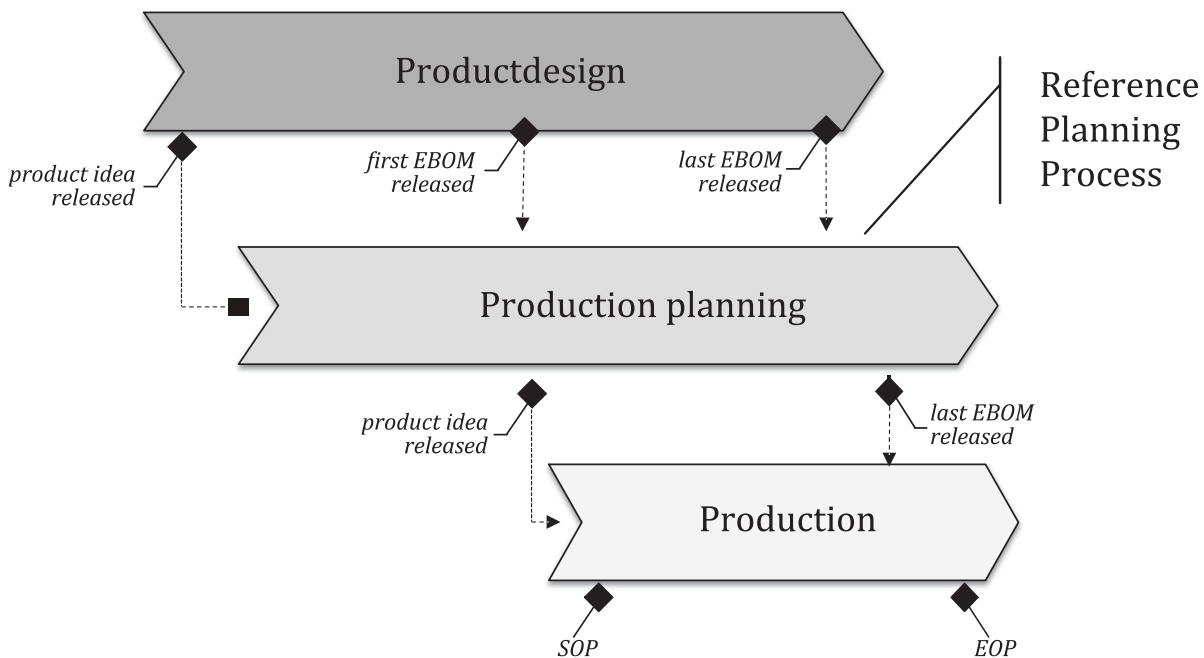 Productdesign
Reference
Planning
Process
product idea
released
first EBOM
released
last EBOM
released
Production planning
product idea
released
last EBOM
released
Production
SOP
EOP